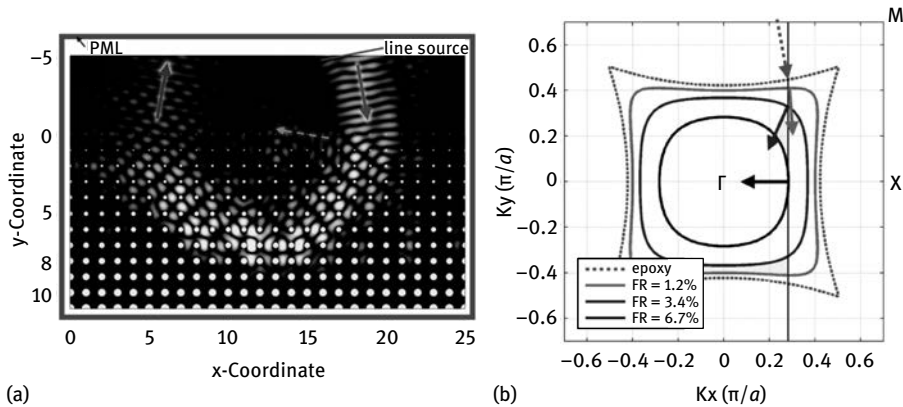 PML
line source
−5
0
5
8
10
y-Coordinate
0 5 10 15 20 25
x-Coordinate
(a)
M
0.6
0.4
0.2
0
−0.2
−0.4
−0.6
Ky (π/a)
Γ
X
epoxy
FR = 1.2%
FR = 3.4%
FR = 6.7%
−0.6 −0.4 −0.2 0 0.2 0.4 0.6
Kx (π/a)
(b)